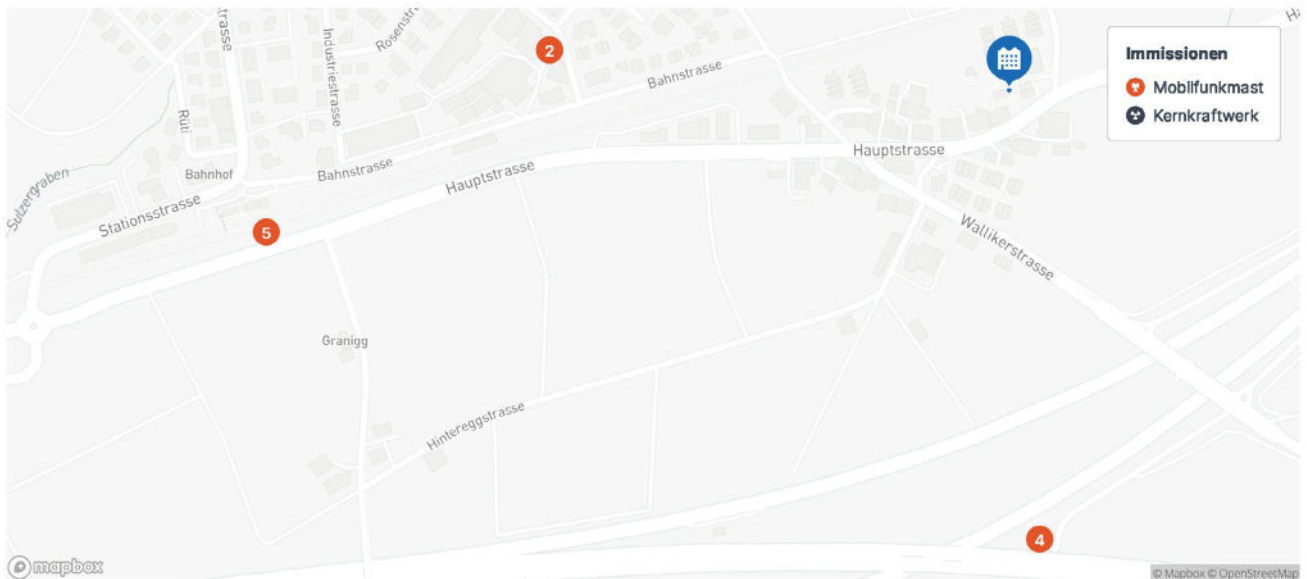 Immissionen
Mobilfunkmast
Kernkraftwerk
2
Bahnstrasse
Industriestrasse
Rüti
Bahnhof
Bahnstrasse
Hauptstrasse
Hauptstrasse
Sulzergraben
Stationsstrasse
5
Wallikerstrasse
Granigg
Hintereggstrasse
4
mapbox
© Mapbox © OpenStreetMap